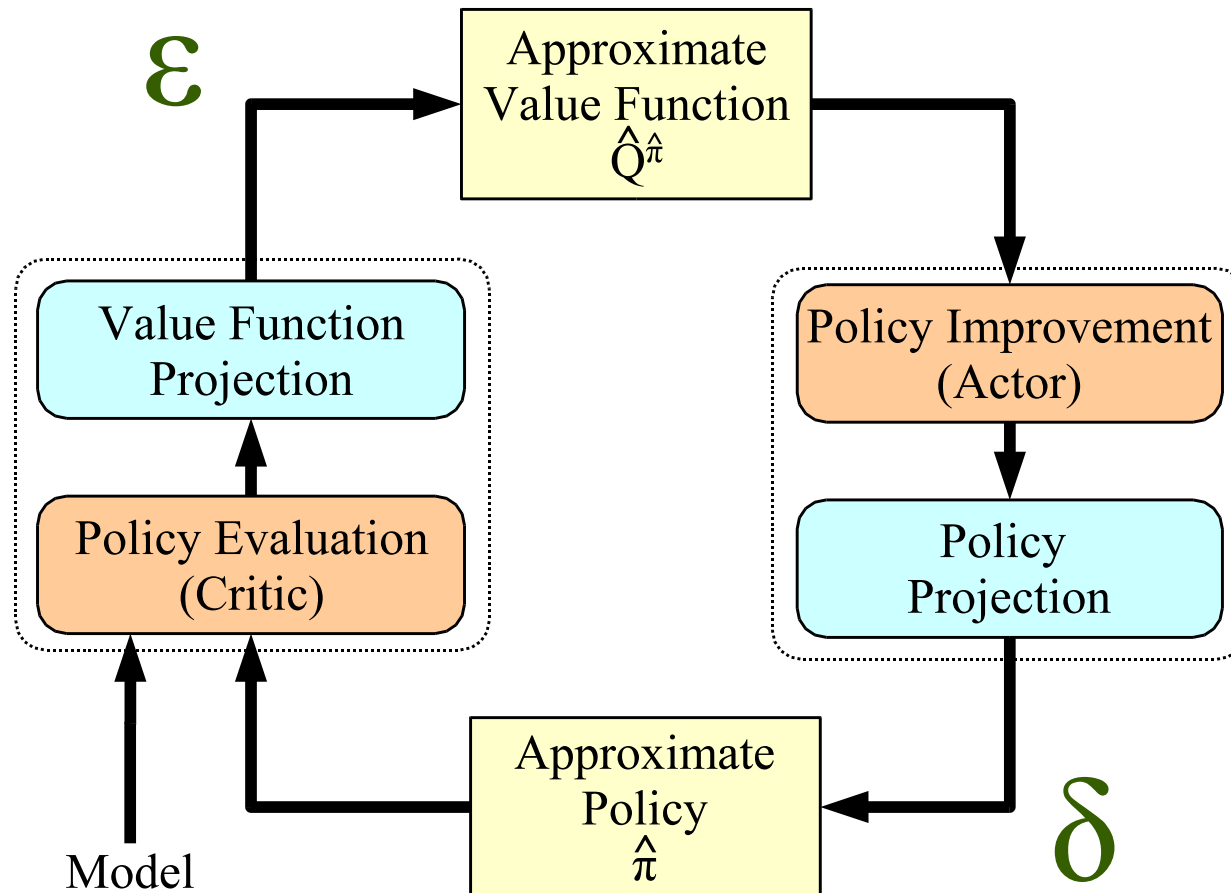 ε
Approximate
Value Function
Q̂^π̂
Value Function
Projection
Policy Improvement
(Actor)
Policy Evaluation
(Critic)
Policy
Projection
Approximate
Policy
π̂
Model
δ